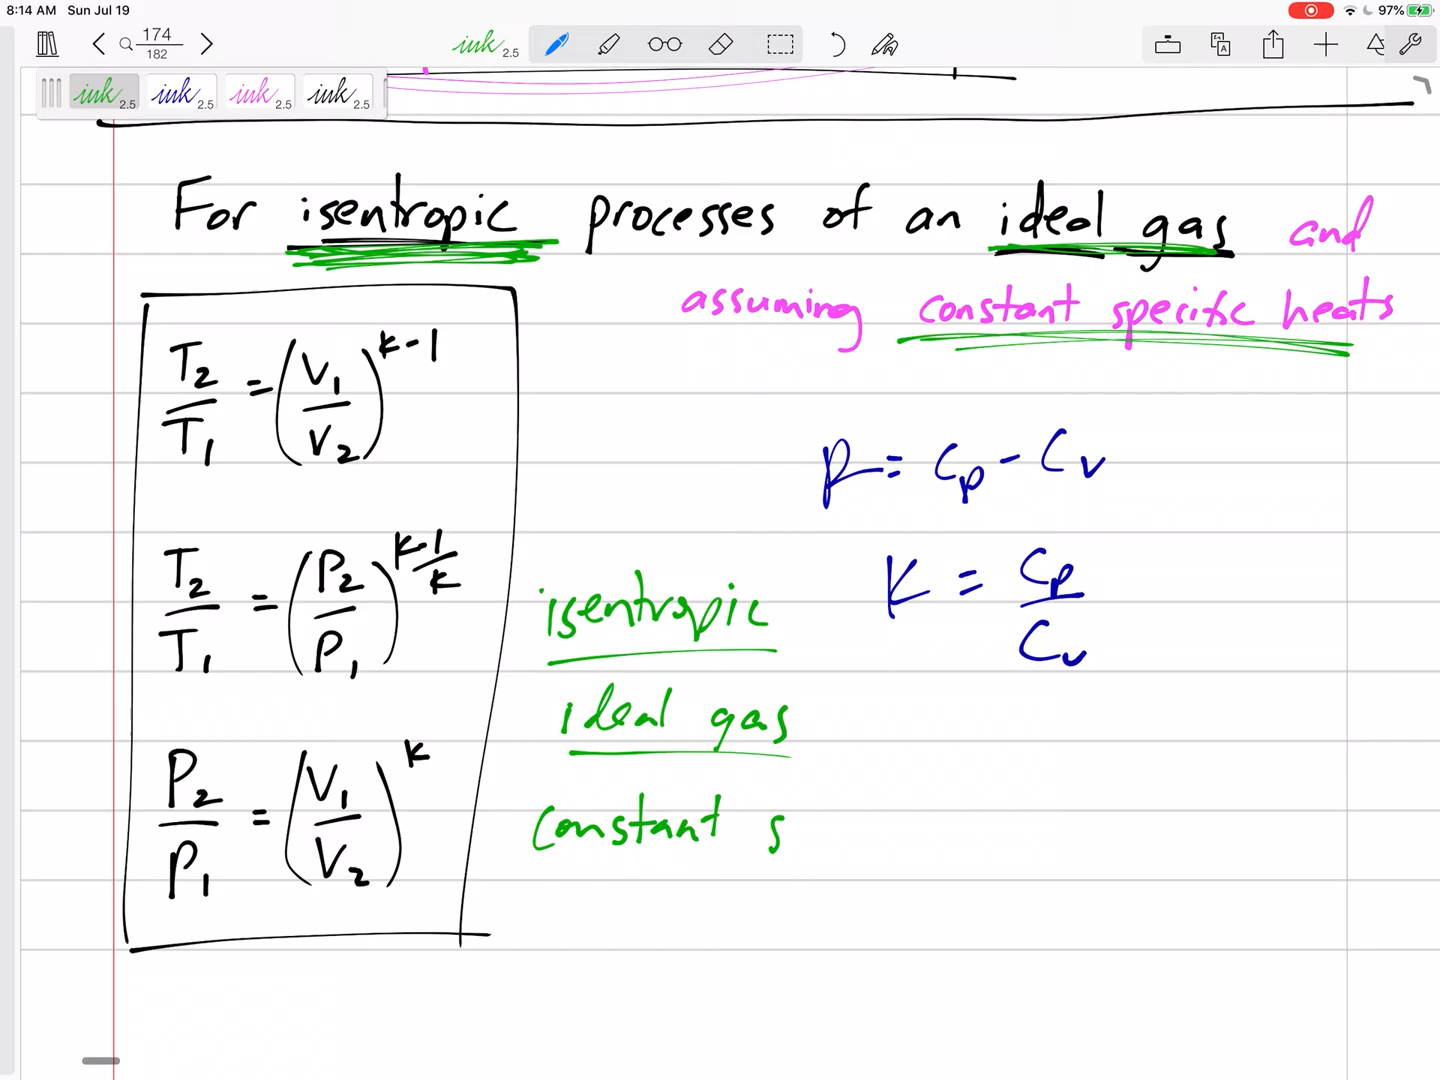 8:14 AM Sun Jul 19
97%
174
182
ink 2.5
ink 2.5 ink 2.5 ink 2.5 ink 2.5
For isentropic processes of an ideal gas and
assuming constant specific heats
T2/T1 = (V1/V2)^k-1
R = Cp - Cv
T2/T1 = (P2/P1)^k-1/k
K = Cp/Cv
isentropic
ideal gas
P2/P1 = (V1/V2)^k
constant s